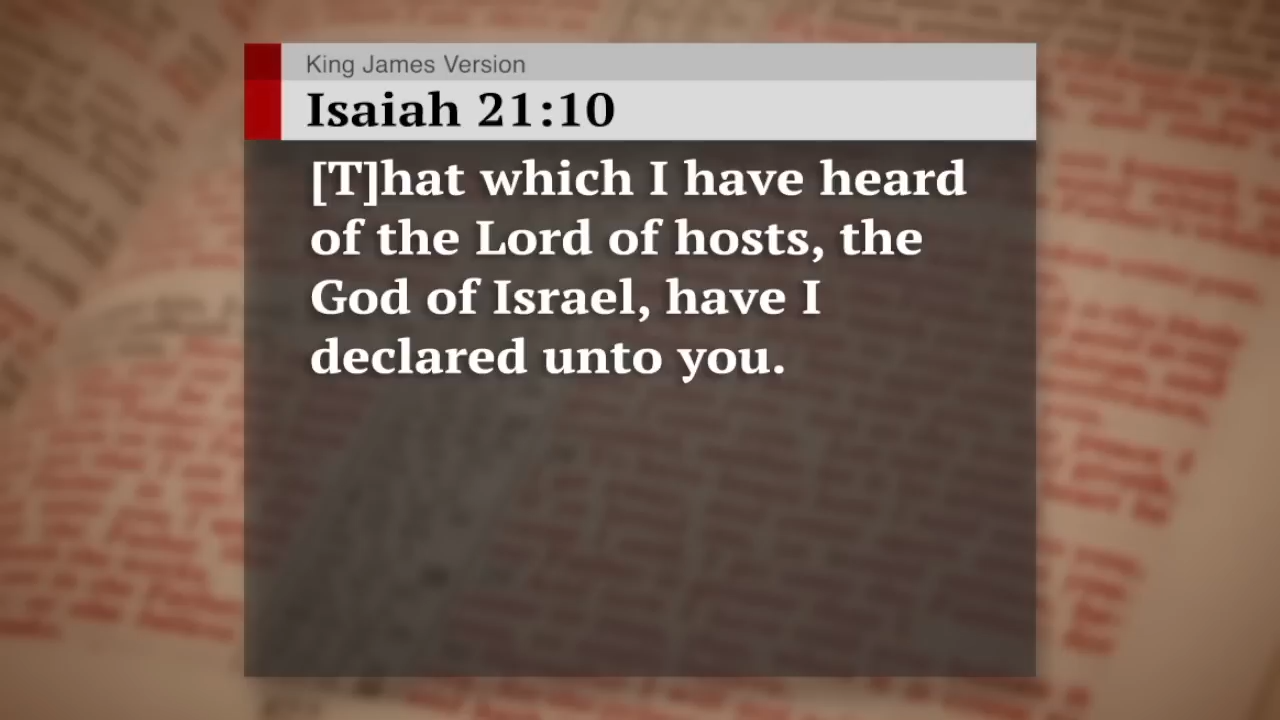 King James Version
Isaiah 21:10
[T]hat which I have heard
of the Lord of hosts, the
God of Israel, have I
declared unto you.